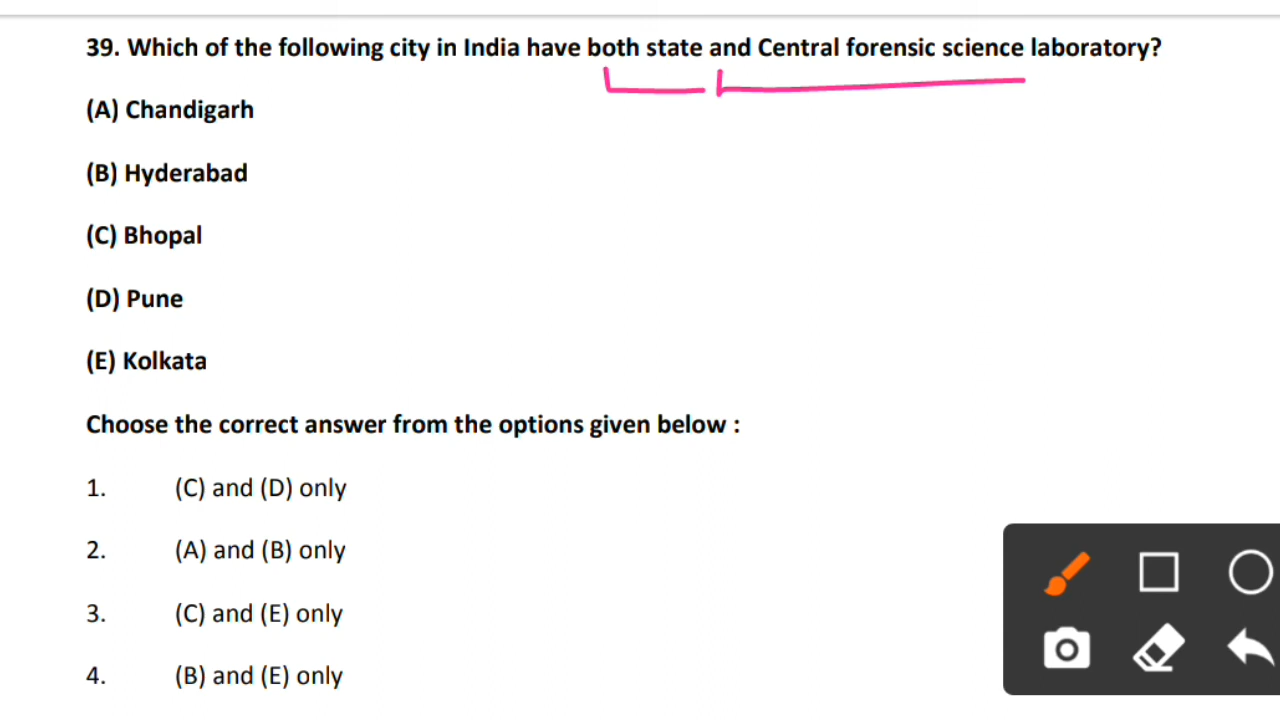 39. Which of the following city in India have both state and Central forensic science laboratory?
(A) Chandigarh
(B) Hyderabad
(C) Bhopal
(D) Pune
(E) Kolkata
Choose the correct answer from the options given below :
1. (C) and (D) only
2. (A) and (B) only
3. (C) and (E) only
4. (B) and (E) only